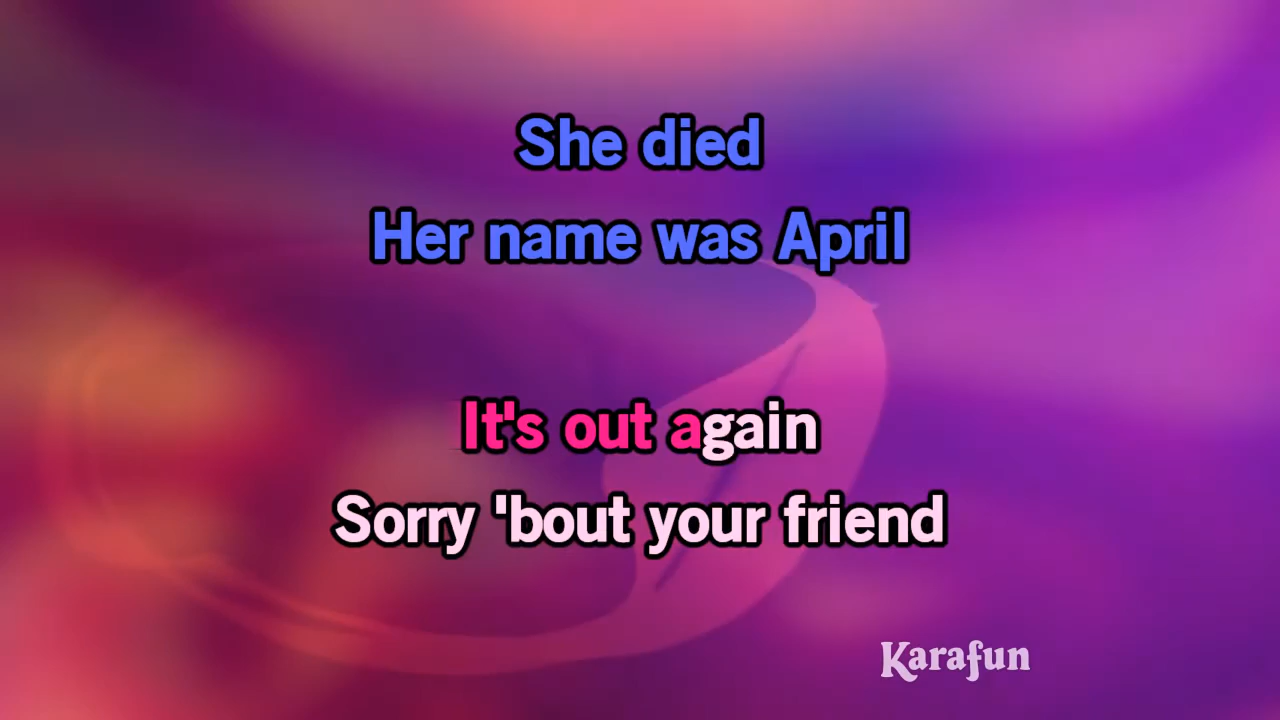 She died
Her name was April
It's out again
Sorry 'bout your friend
Karafun